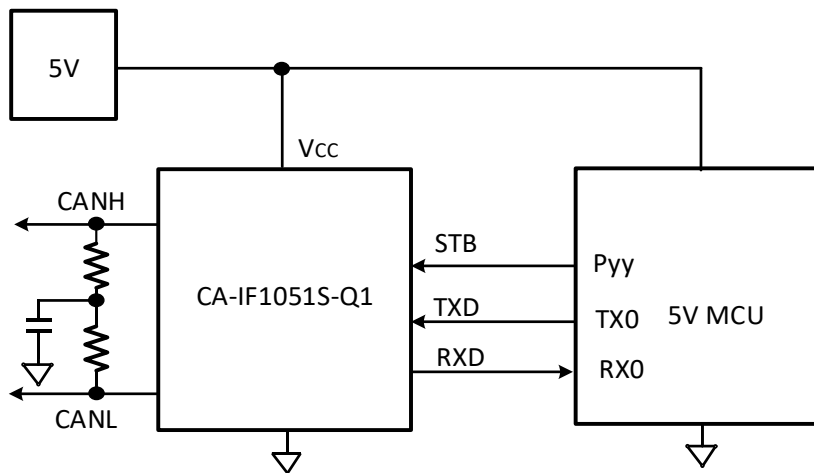 5V
Vcc
CANH
STB
Pyy
CA-IF1051S-Q1
TXD
TX0
5V MCU
RXD
RX0
CANL